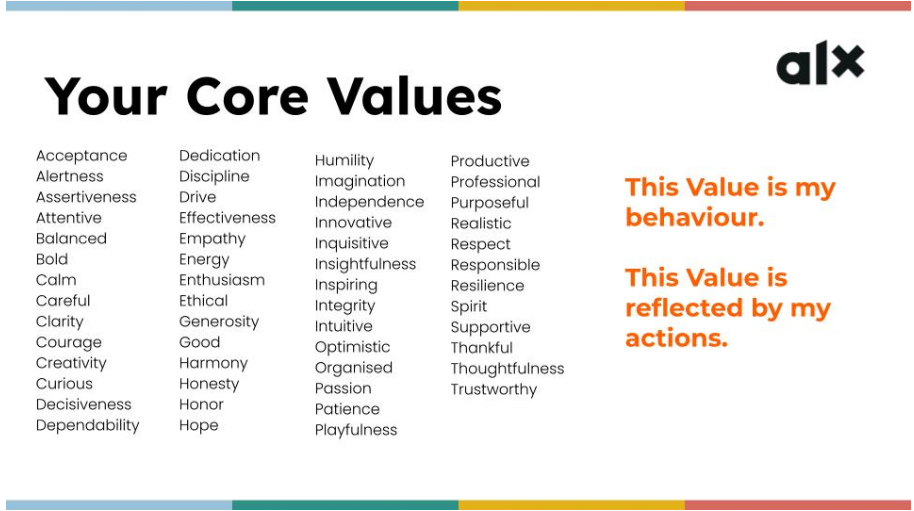 alx
Your Core Values
Acceptance
Alertness
Assertiveness
Attentive
Balanced
Bold
Calm
Careful
Clarity
Courage
Creativity
Curious
Decisiveness
Dependability
Dedication
Discipline
Drive
Effectiveness
Empathy
Energy
Enthusiasm
Ethical
Generosity
Good
Harmony
Honesty
Honor
Hope
Humility
Imagination
Independence
Innovative
Inquisitive
Insightfulness
Inspiring
Integrity
Intuitive
Optimistic
Organised
Passion
Patience
Playfulness
Productive
Professional
Purposeful
Realistic
Respect
Responsible
Resilience
Spirit
Supportive
Thankful
Thoughtfulness
Trustworthy
This Value is my
behaviour.
This Value is
reflected by my
actions.